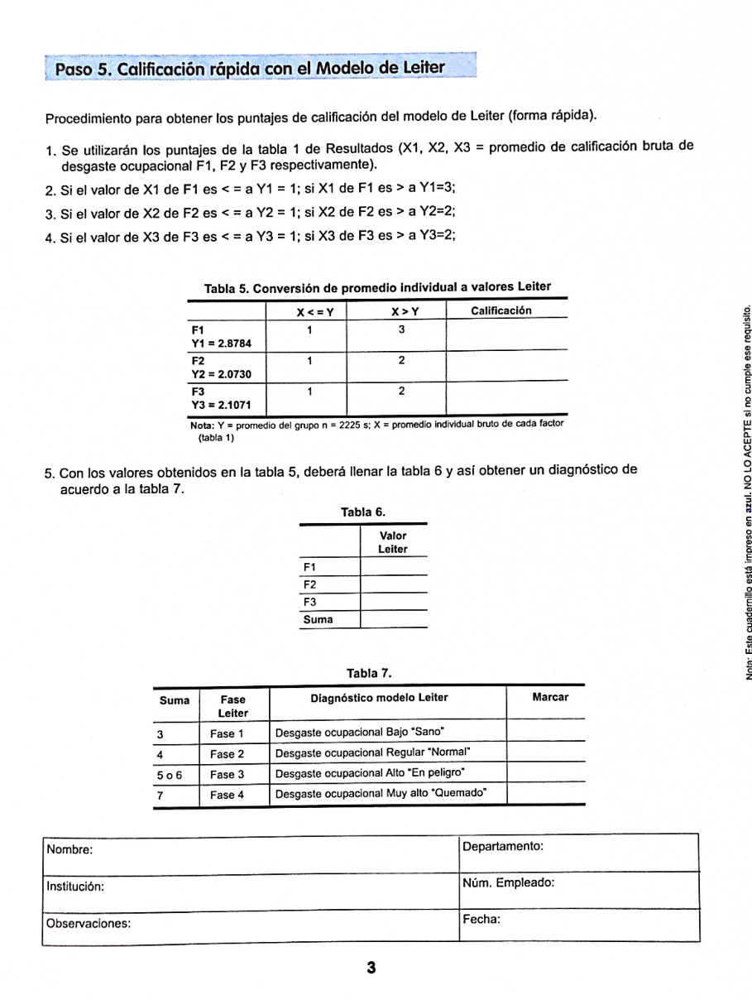 Paso 5. Calificación rápida con el Modelo de Leiter
Procedimiento para obtener los puntajes de calificación del modelo de Leiter (forma rápida).
1. Se utilizarán los puntajes de la tabla 1 de Resultados (X1, X2, X3 = promedio de calificación bruta de
desgaste ocupacional F1, F2 y F3 respectivamente).
2. Si el valor de X1 de F1 es < = a Y1 = 1; si X1 de F1 es > a Y1=3;
3. Si el valor de X2 de F2 es < = a Y2 = 1; si X2 de F2 es > a Y2=2;
4. Si el valor de X3 de F3 es < = a Y3 = 1; si X3 de F3 es > a Y3=2;
Tabla 5. Conversión de promedio individual a valores Leiter
X < = Y X > Y Calificación
F1 1 3
Y1 = 2.8784
F2 1 2
Y2 = 2.0730
F3 1 2
Y3 = 2.1071
Nota: Y = promedio del grupo n = 2225 s; X = promedio individual bruto de cada factor
(tabla 1)
5. Con los valores obtenidos en la tabla 5, deberá llenar la tabla 6 y así obtener un diagnóstico de
acuerdo a la tabla 7.
Tabla 6.
Valor
Leiter
F1
F2
F3
Suma
Tabla 7.
Suma Fase Diagnóstico modelo Leiter Marcar
Leiter
3 Fase 1 Desgaste ocupacional Bajo "Sano"
4 Fase 2 Desgaste ocupacional Regular "Normal"
5 o 6 Fase 3 Desgaste ocupacional Alto "En peligro"
7 Fase 4 Desgaste ocupacional Muy alto "Quemado"
Nombre: Departamento:
Institución: Núm. Empleado:
Observaciones: Fecha:
3
Nota: Este cuadernillo está impreso en azul. NO LO ACEPTE si no cumple ese requisito.